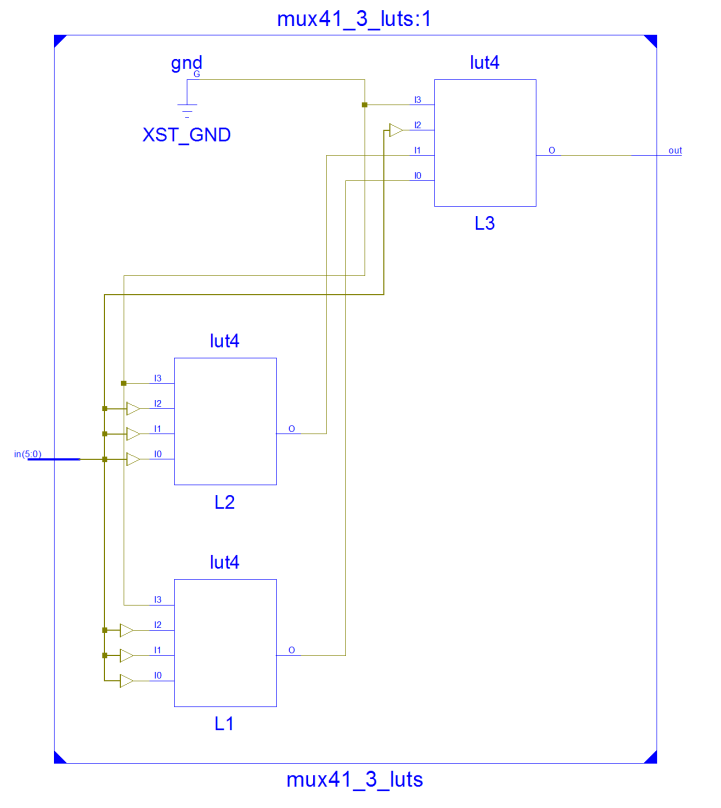 mux41_3_luts:1
gnd
G
XST_GND
lut4
I3
I2
I1
I0
O
out
L3
lut4
I3
I2
I1
I0
O
in(5:0)
L2
lut4
I3
I2
I1
I0
O
L1
mux41_3_luts